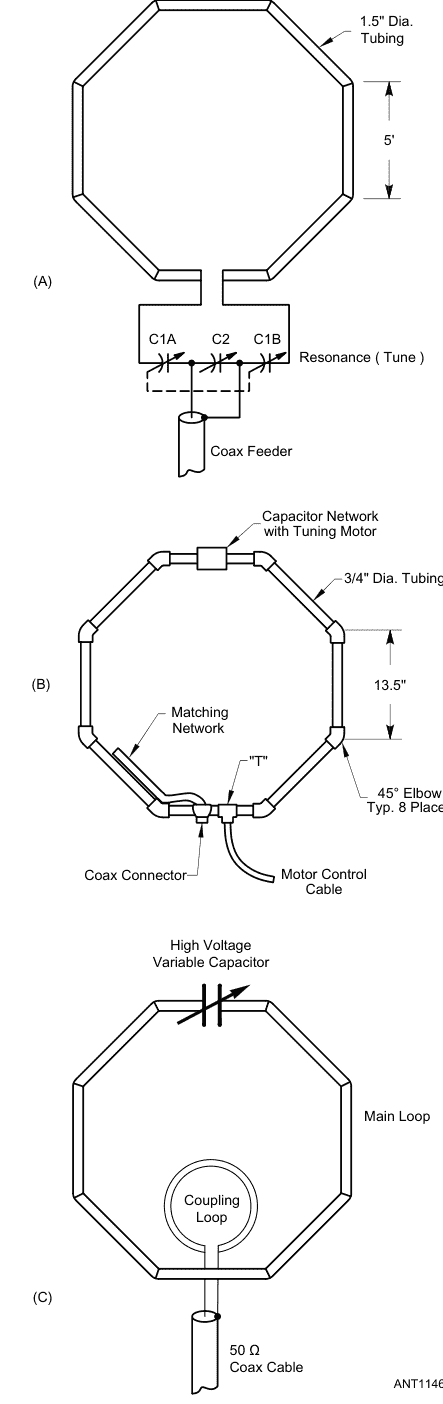 1.5" Dia.
Tubing
5'
(A)
C1A
C2
C1B
Resonance ( Tune )
Coax Feeder
Capacitor Network
with Tuning Motor
3/4" Dia. Tubing
(B)
13.5"
Matching
Network
"T"
45° Elbow
Typ. 8 Place
Coax Connector
Motor Control
Cable
High Voltage
Variable Capacitor
Main Loop
Coupling
Loop
(C)
50 Ω
Coax Cable
ANT1146